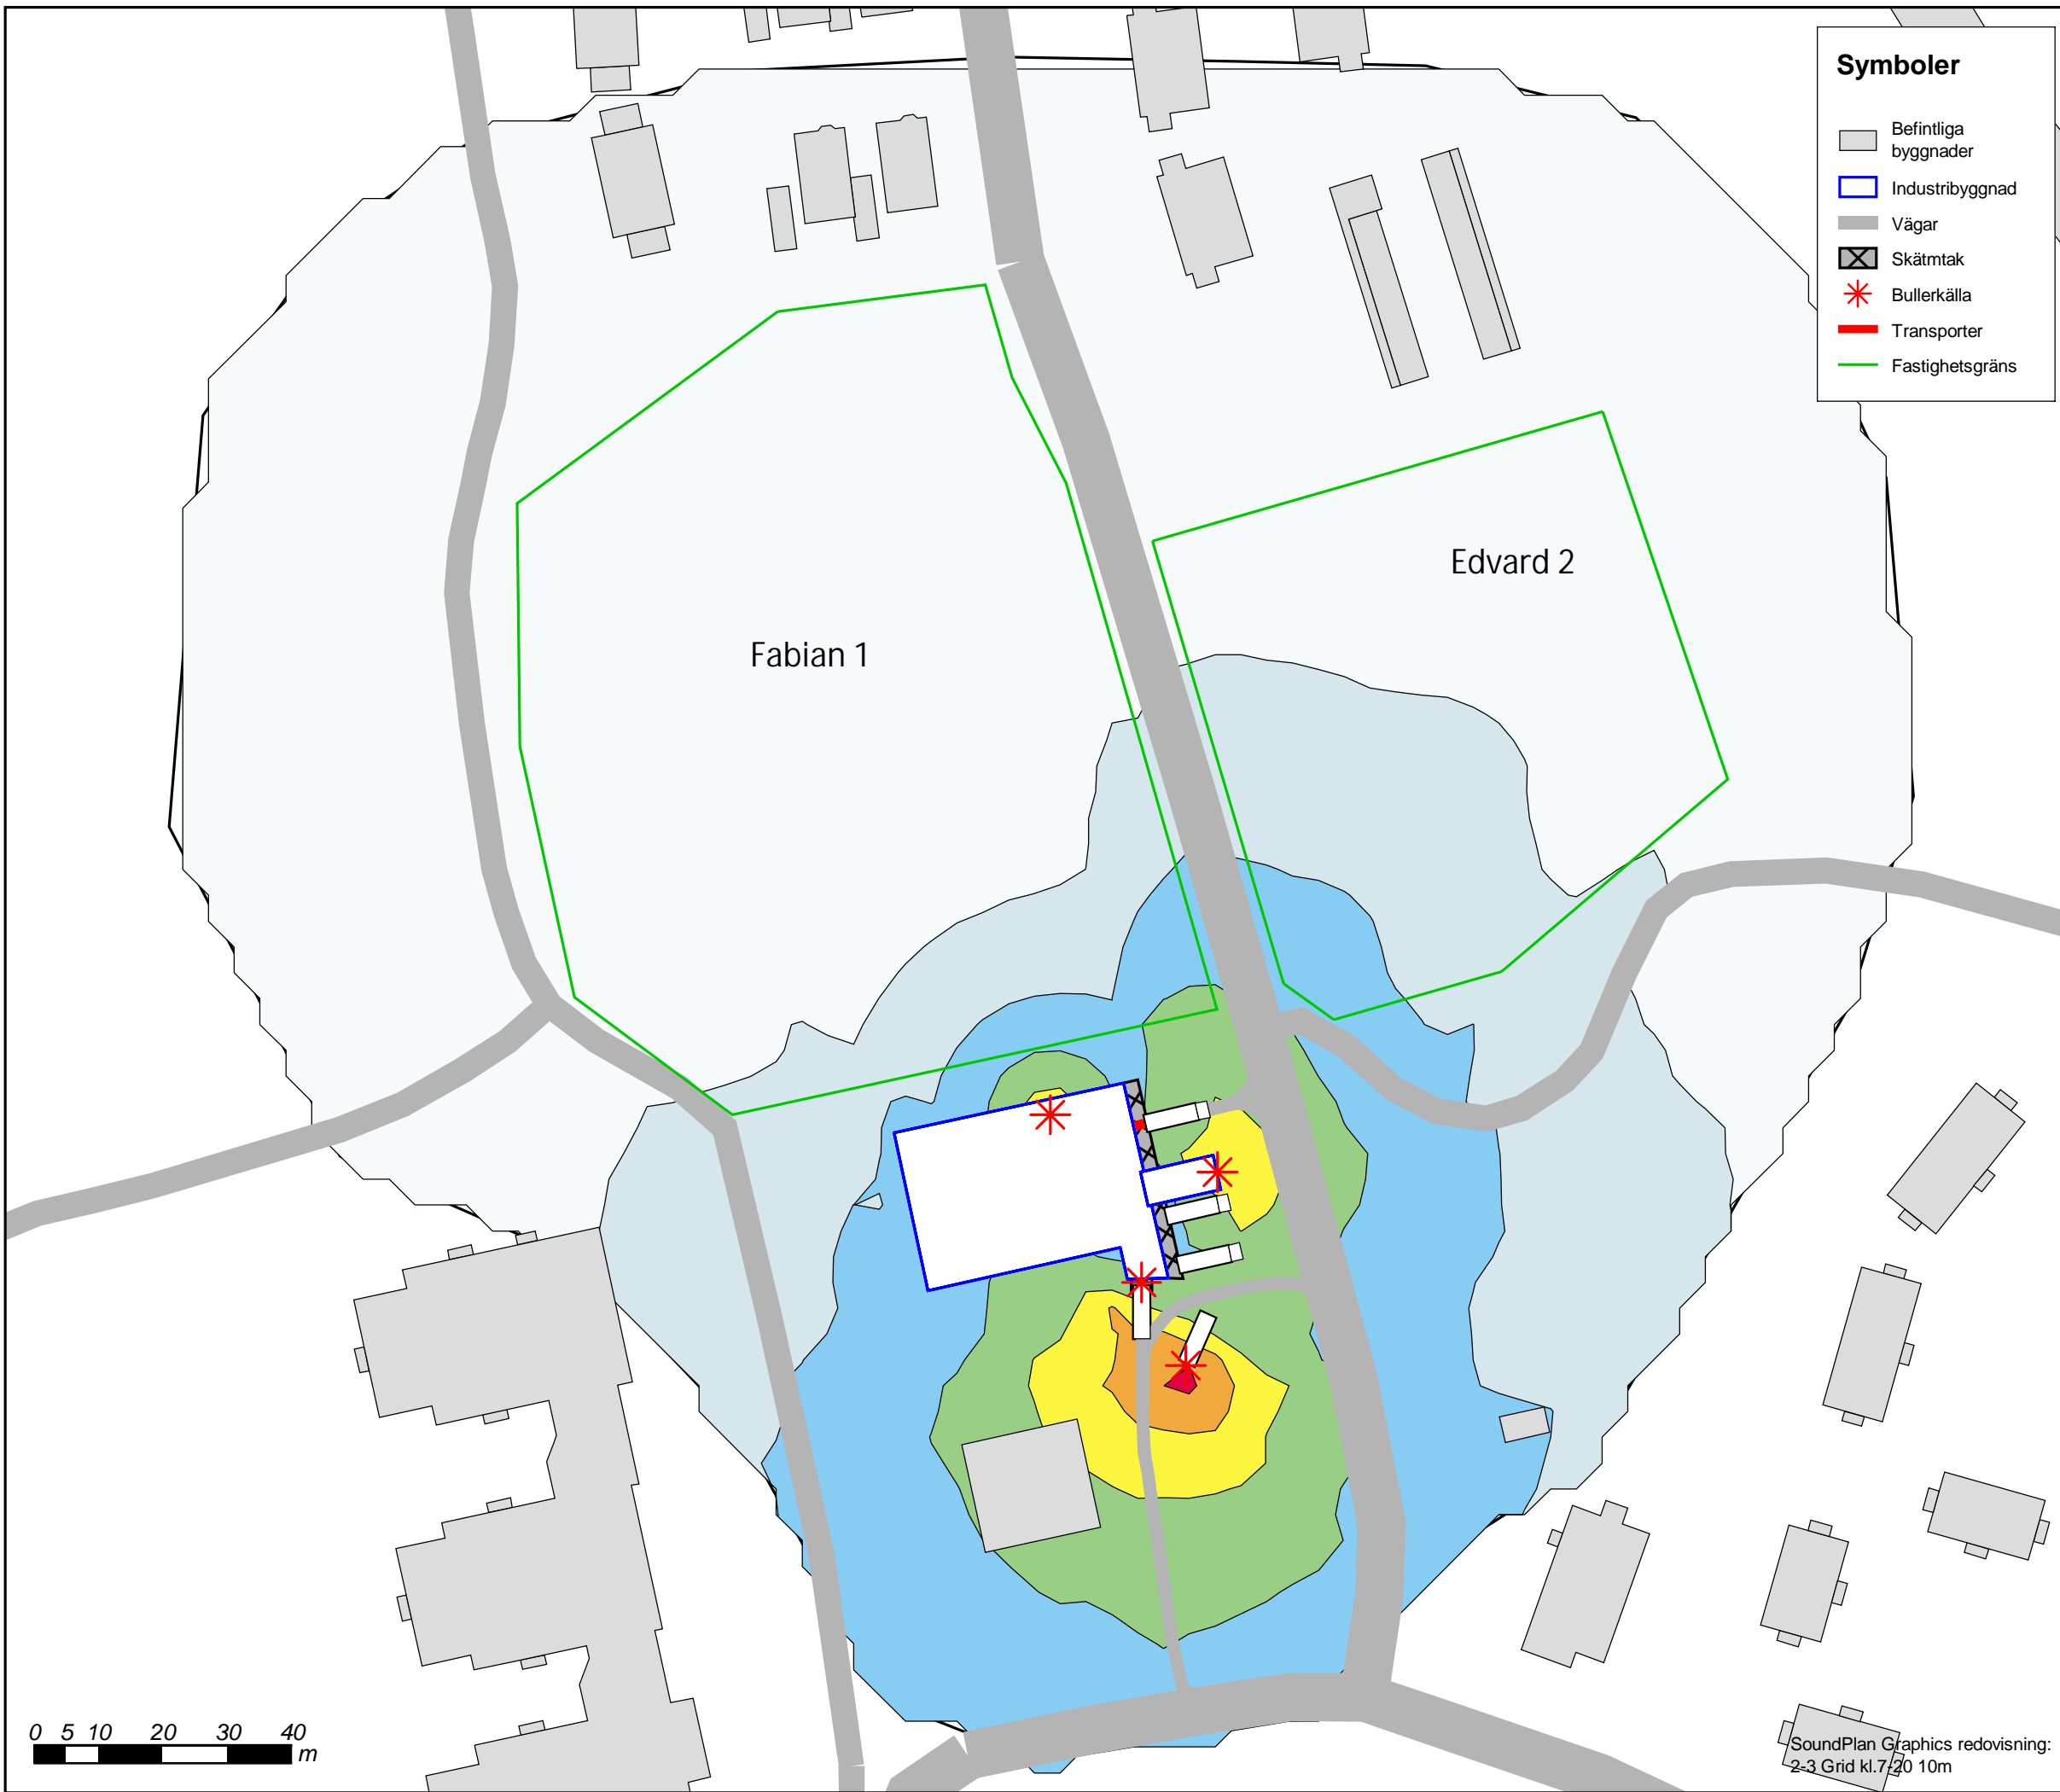 Symboler
Befintliga
byggnader
Industribyggnad
Vägar
Skätmtak
Bullerkälla
Transporter
Fastighetsgräns
Edvard 2
Fabian 1
0 5 10 20 30 40
m
SoundPlan Graphics redovisning:
2-3 Grid kl.7-20 10m